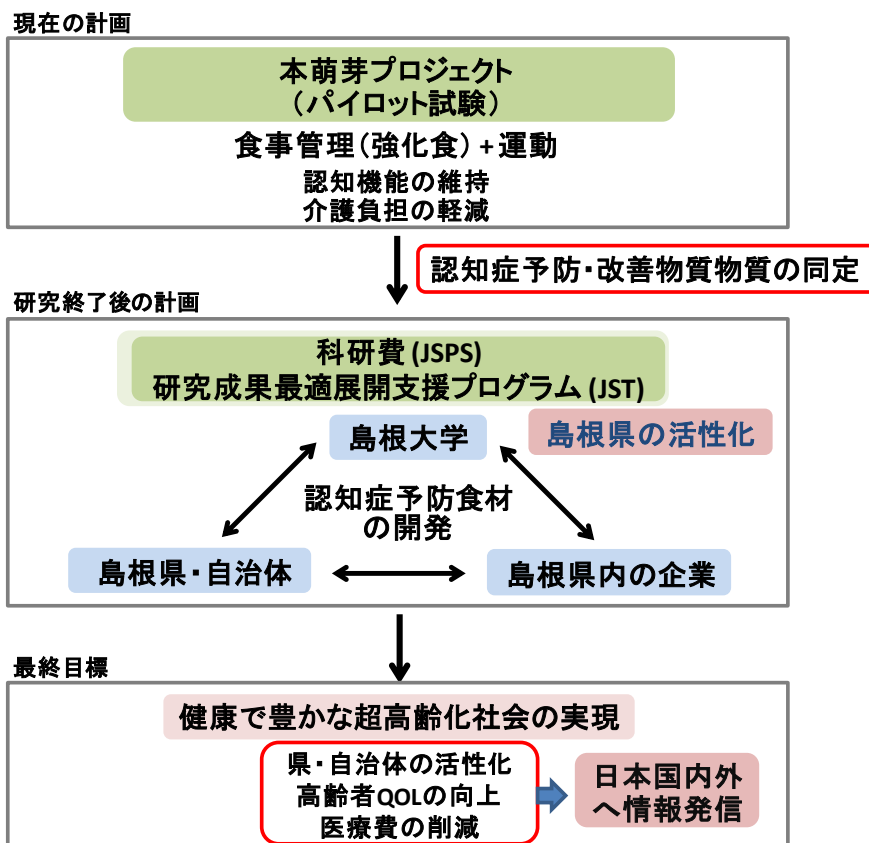 現在の計画
本萌芽プロジェクト
(パイロット試験)
食事管理(強化食)+運動
認知機能の維持
介護負担の軽減
認知症予防・改善物質物質の同定
研究終了後の計画
科研費 (JSPS)
研究成果最適展開支援プログラム (JST)
島根大学
島根県の活性化
認知症予防食材
の開発
島根県・自治体
島根県内の企業
最終目標
健康で豊かな超高齢化社会の実現
県・自治体の活性化
高齢者QOLの向上
医療費の削減
日本国内外
へ情報発信